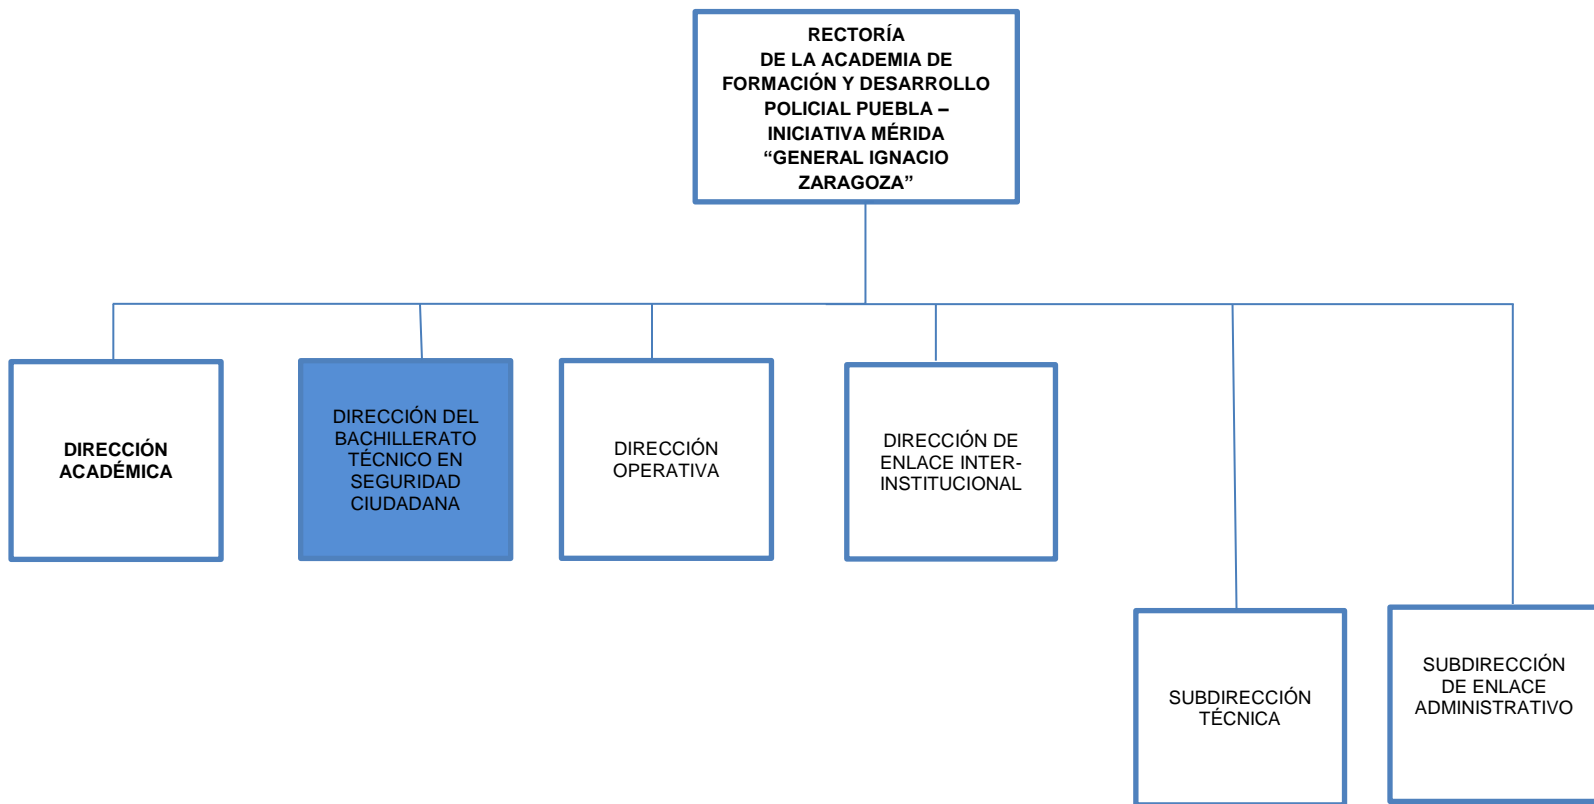 RECTORÍA
DE LA ACADEMIA DE
FORMACIÓN Y DESARROLLO
POLICIAL PUEBLA –
INICIATIVA MÉRIDA
“GENERAL IGNACIO
ZARAGOZA”
DIRECCIÓN
ACADÉMICA
DIRECCIÓN DEL
BACHILLERATO
TÉCNICO EN
SEGURIDAD
CIUDADANA
DIRECCIÓN
OPERATIVA
DIRECCIÓN DE
ENLACE INTER-
INSTITUCIONAL
SUBDIRECCIÓN
TÉCNICA
SUBDIRECCIÓN
DE ENLACE
ADMINISTRATIVO